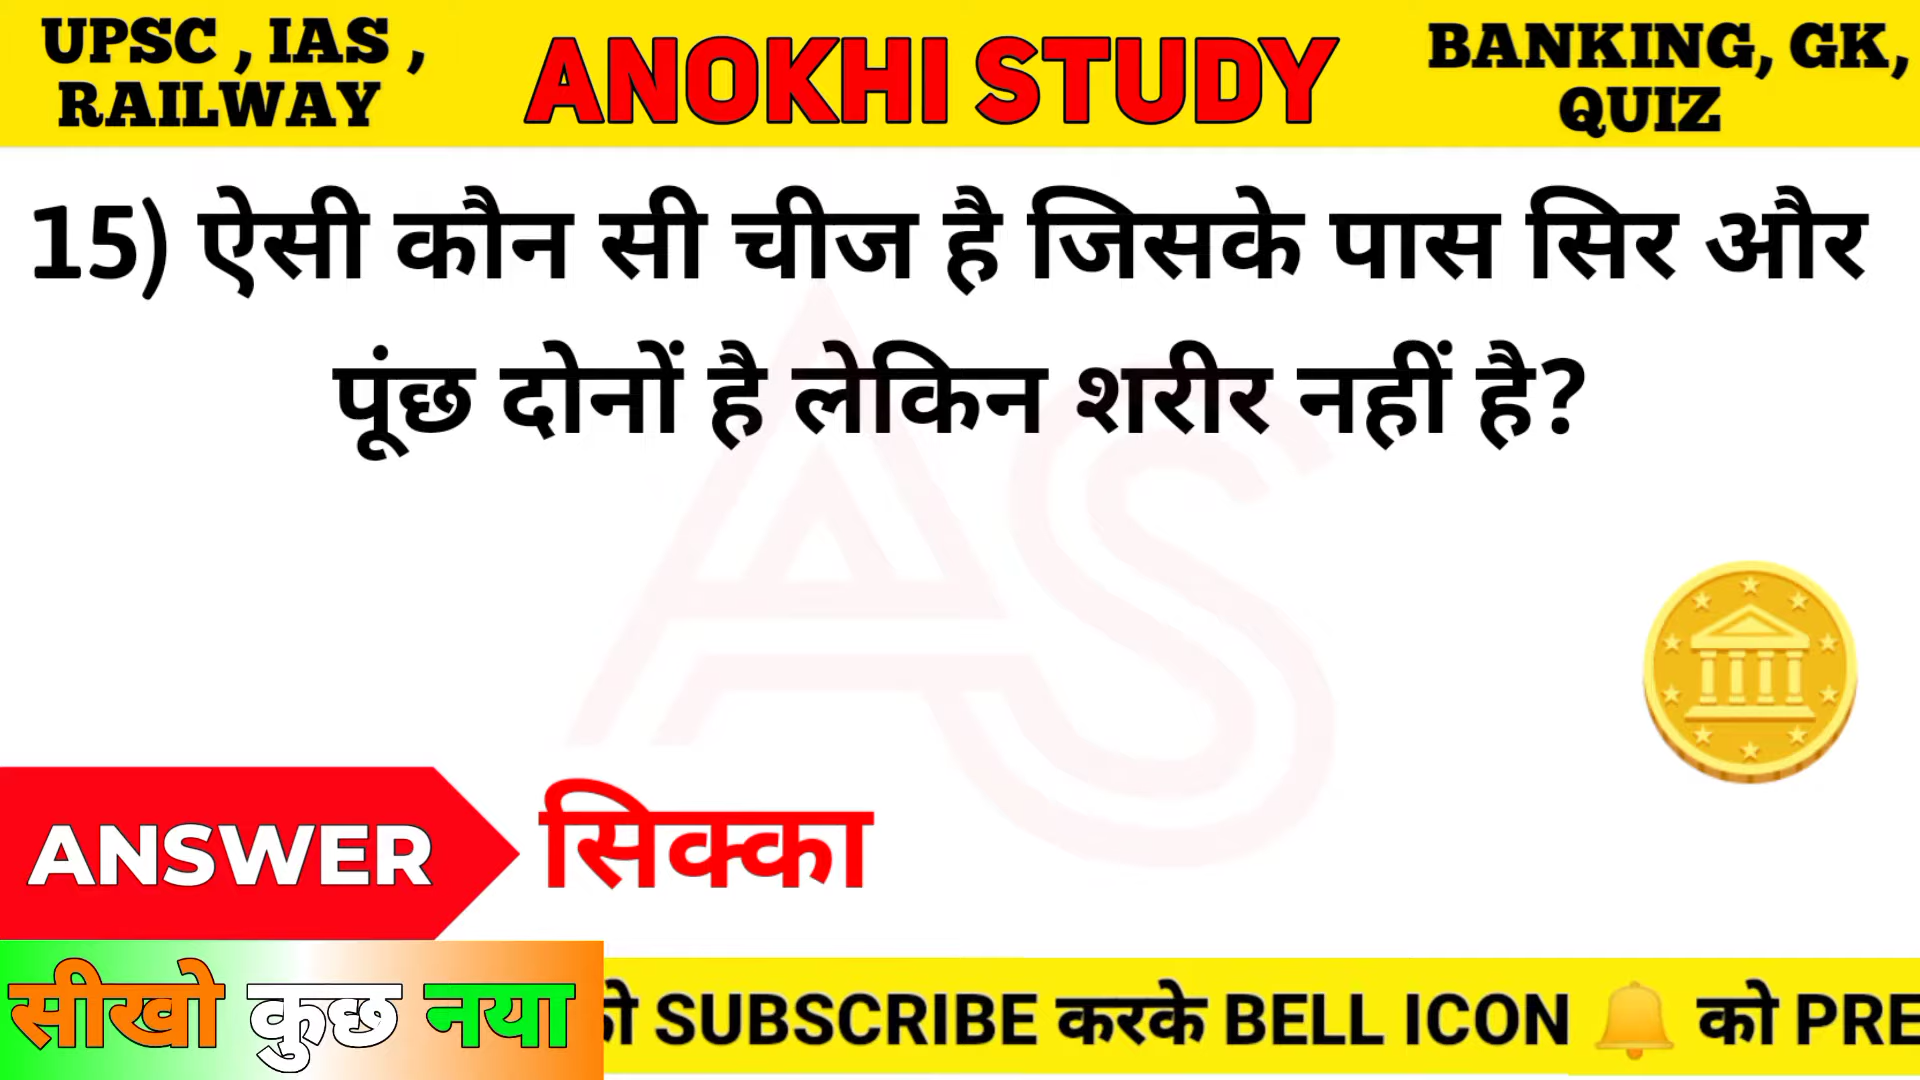 UPSC , IAS ,
RAILWAY
ANOKHI STUDY
BANKING, GK,
QUIZ
15) ऐसी कौन सी चीज है जिसके पास सिर और
पूंछ दोनों है लेकिन शरीर नहीं है?
AS
ANSWER
सिक्का
सीखो कुछ नया
SUBSCRIBE करके BELL ICON 🔔 को PRE